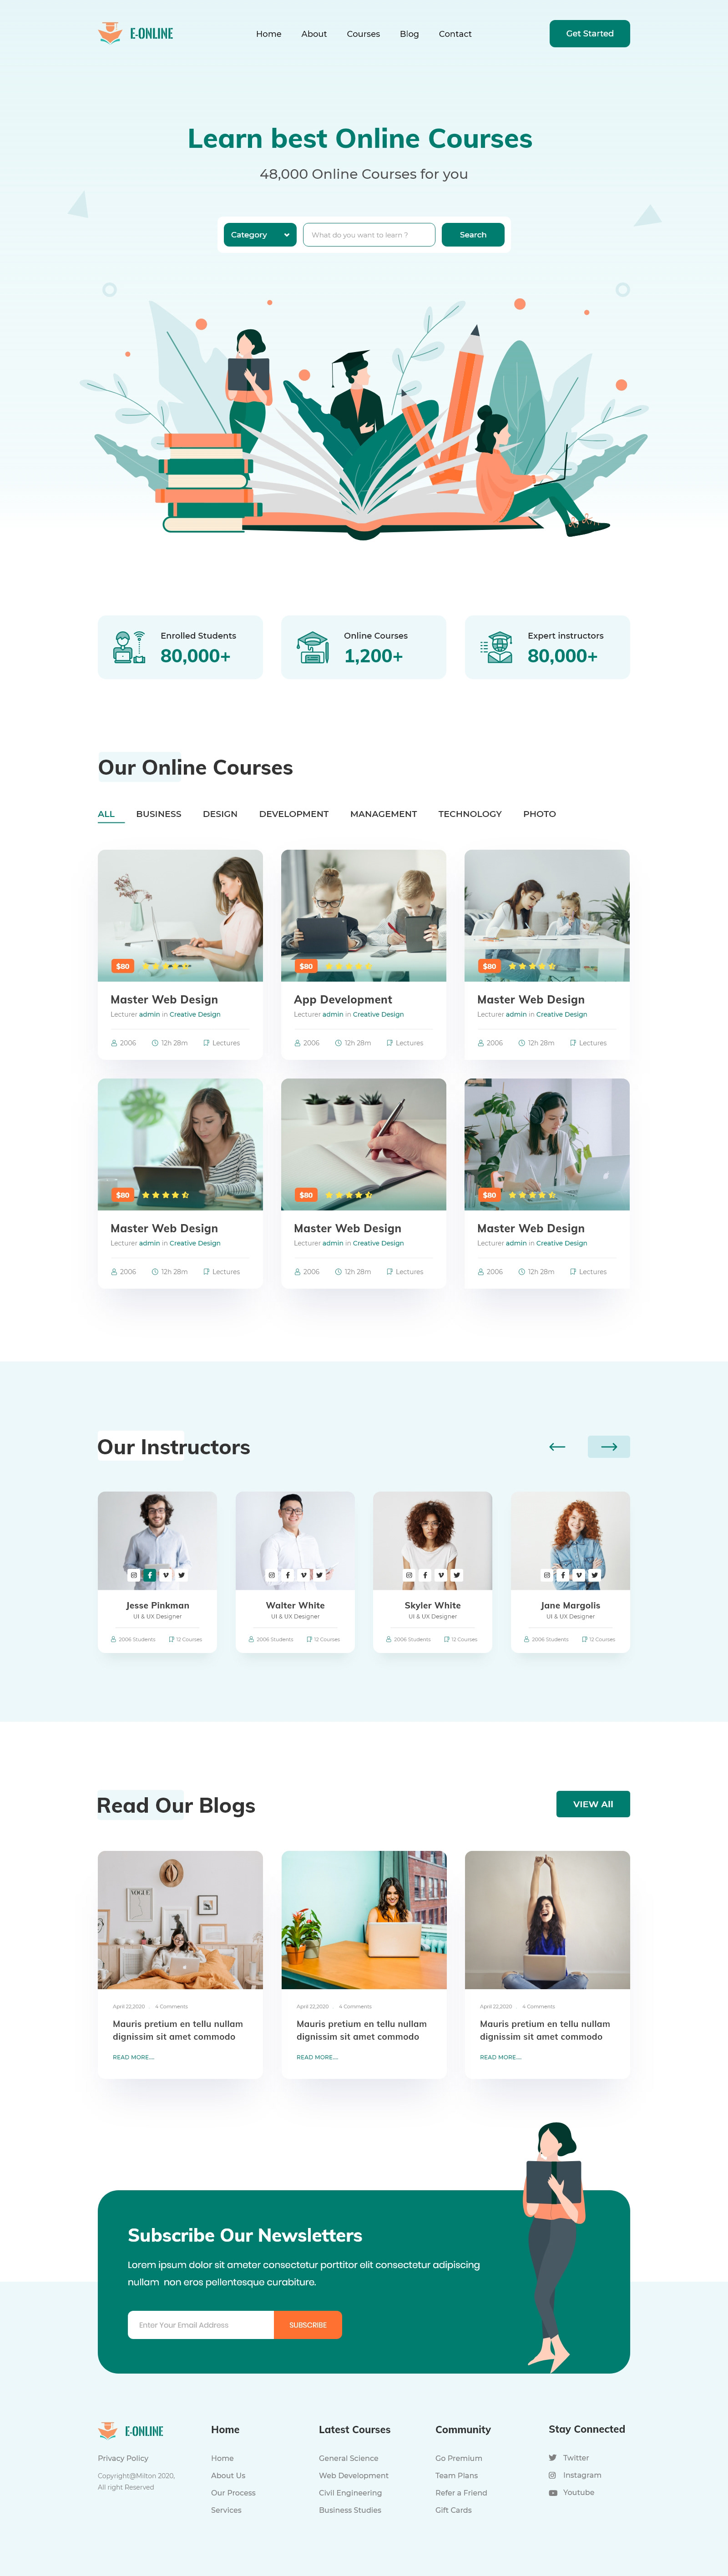 E-ONLINE
Home About Courses Blog Contact
Get Started
Learn best Online Courses
48,000 Online Courses for you
Category
What do you want to learn ?
Search
Enrolled Students
80,000+
Online Courses
1,200+
Expert instructors
80,000+
Our Online Courses
ALL BUSINESS DESIGN DEVELOPMENT MANAGEMENT TECHNOLOGY PHOTO
$80
Master Web Design
Lecturer admin in Creative Design
2006 12h 28m Lectures
$80
App Development
Lecturer admin in Creative Design
2006 12h 28m Lectures
$80
Master Web Design
Lecturer admin in Creative Design
2006 12h 28m Lectures
$80
Master Web Design
Lecturer admin in Creative Design
2006 12h 28m Lectures
$80
Master Web Design
Lecturer admin in Creative Design
2006 12h 28m Lectures
$80
Master Web Design
Lecturer admin in Creative Design
2006 12h 28m Lectures
Our Instructors
Jesse Pinkman
UI & UX Designer
2006 Students 12 Courses
Walter White
UI & UX Designer
2006 Students 12 Courses
Skyler White
UI & UX Designer
2006 Students 12 Courses
Jane Margolis
UI & UX Designer
2006 Students 12 Courses
Read Our Blogs
VIEW All
VOGUE
April 22,2020 4 Comments
Mauris pretium en tellu nullam
dignissim sit amet commodo
READ MORE....
April 22,2020 4 Comments
Mauris pretium en tellu nullam
dignissim sit amet commodo
READ MORE....
April 22,2020 4 Comments
Mauris pretium en tellu nullam
dignissim sit amet commodo
READ MORE....
Subscribe Our Newsletters
Lorem ipsum dolor sit ameter consectetur porttitor elit consectetur adipiscing
nullam non eros pellentesque curabiture.
Enter Your Email Address
SUBSCRIBE
E-ONLINE
Privacy Policy
Copyright@Milton 2020,
All right Reserved
Home
Home
About Us
Our Process
Services
Latest Courses
General Science
Web Development
Civil Engineering
Business Studies
Community
Go Premium
Team Plans
Refer a Friend
Gift Cards
Stay Connected
Twitter
Instagram
Youtube